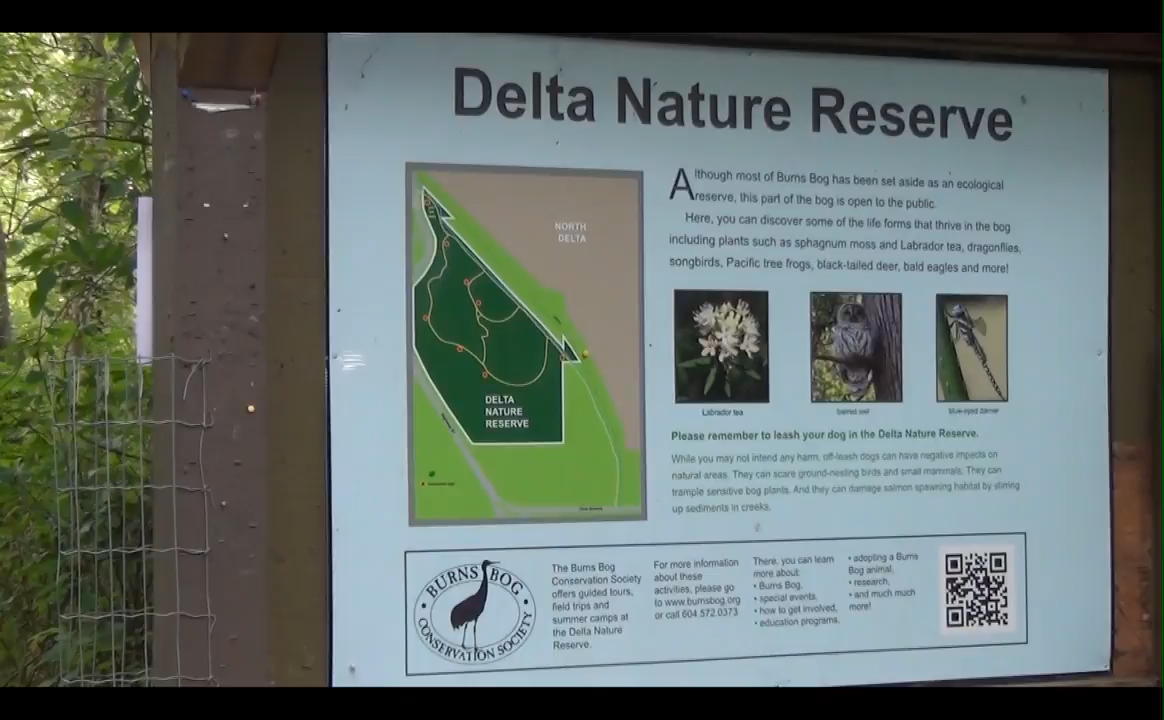 Delta Nature Reserve
NORTH
DELTA
DELTA
NATURE
RESERVE
Although most of Burns Bog has been set aside as an ecological
reserve, this part of the bog is open to the public.
Here, you can discover some of the life forms that thrive in the bog
including plants such as sphagnum moss and Labrador tea, dragonflies,
songbirds, Pacific tree frogs, black-tailed deer, bald eagles and more!
Labrador tea
barred owl
blue-eyed darner
Please remember to leash your dog in the Delta Nature Reserve.
While you may not intend any harm, off-leash dogs can have negative impacts on
natural areas. They can scare ground-nesting birds and small mammals. They can
trample sensitive bog plants. And they can damage salmon spawning habitat by stirring
up sediments in creeks.
BURNS BOG
CONSERVATION SOCIETY
The Burns Bog
Conservation Society
offers guided tours,
field trips and
summer camps at
the Delta Nature
Reserve.
For more information
about these
activities, please go
to www.burnsbog.org
or call 604.572.0373
There, you can learn
more about:
• Burns Bog,
• special events,
• how to get involved,
• education programs,
• adopting a Burns
Bog animal,
• research,
• and much much
more!